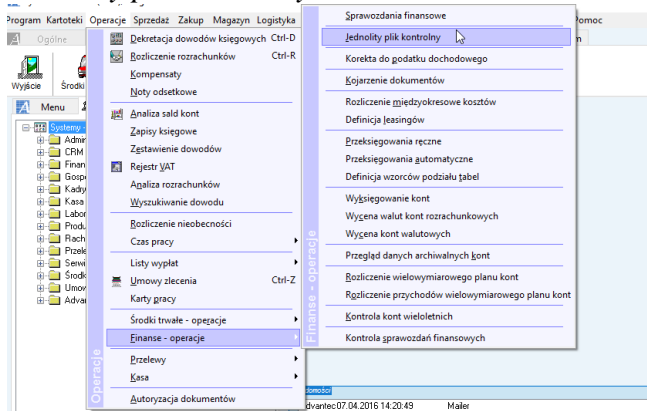 Program Kartoteki Operacje Sprzedaż Zakup Magazyn Logistyka
Pomoc
Ogólne
Wyjście
Środki
Menu
Systemy -
Admir
CRM
Finan
Gospo
Kadry
Kasa
Labor
Produ
Rach
Przele
Serwi
Środk
Umow
Advar
Dekretacja dowodów księgowych Ctrl-D
Rozliczenie rozrachunków Ctrl-R
Kompensaty
Noty odsetkowe
Analiza sald kont
Zapisy księgowe
Zestawienie dowodów
Rejestr VAT
Analiza rozrachunków
Wyszukiwanie dowodu
Rozliczenie nieobecności
Czas pracy
Listy wypłat
Umowy zlecenia Ctrl-Z
Karty pracy
Środki trwałe - operacje
Finanse - operacje
Przelewy
Kasa
Autoryzacja dokumentów
Operacje
Sprawozdania finansowe
Jednolity plik kontrolny
Korekta do podatku dochodowego
Kojarzenie dokumentów
Rozliczenie międzyokresowe kosztów
Definicja leasingów
Przeksięgowania ręczne
Przeksięgowania automatyczne
Definicja wzorców podziału tabel
Wyksięgowanie kont
Wycena walut kont rozrachunkowych
Wycena kont walutowych
Przegląd danych archiwalnych kont
Rozliczenie wielowymiarowego planu kont
Rozliczenie przychodów wielowymiarowego planu kont
Kontrola kont wieloletnich
Kontrola sprawozdań finansowych
Finanse - operacje
domości
dvantec 07.04.2016 14:20:49 Mailer